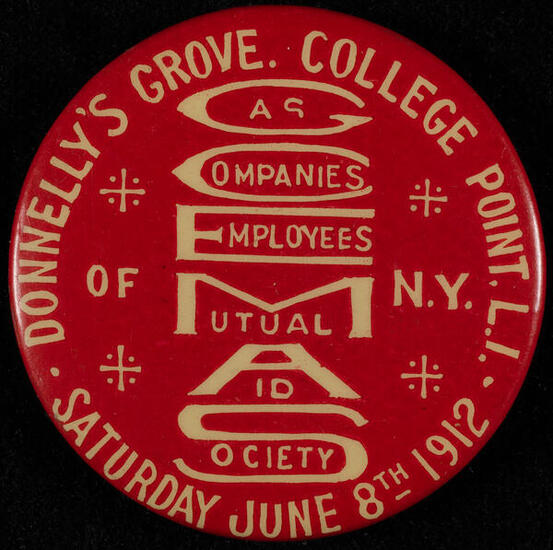 DONNELLY'S GROVE. COLLEGE POINT. L.I.
GAS
COMPANIES
EMPLOYEES
OF MUTUAL N.Y.
AID
SOCIETY
SATURDAY JUNE 8TH 1912